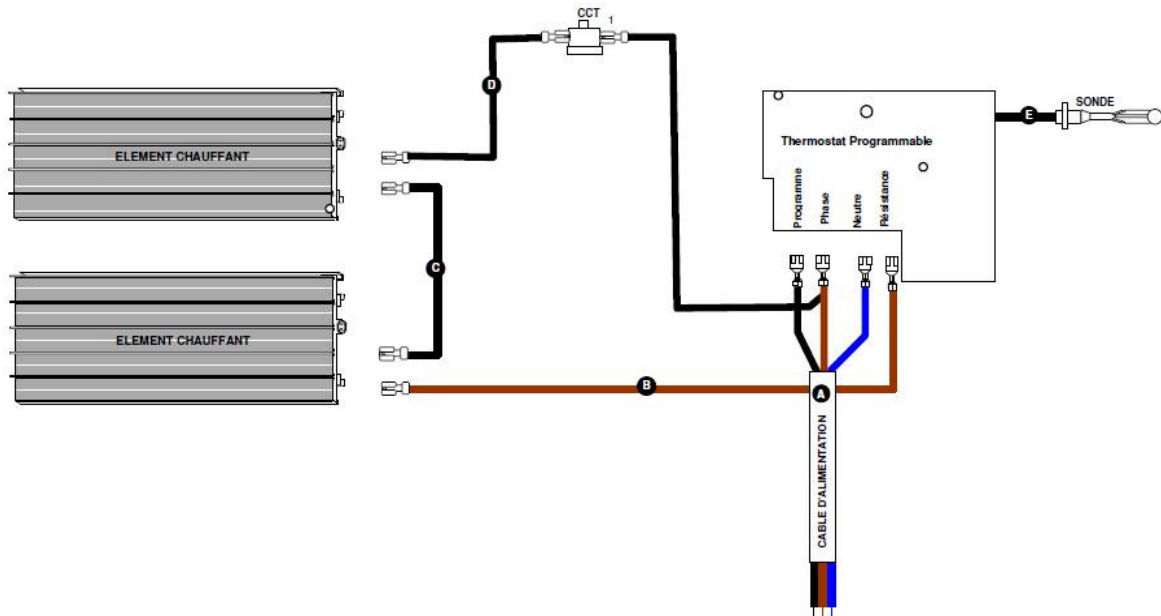 CCT
1
D
SONDE
E
Thermostat Programmable
ELEMENT CHAUFFANT
Programme
Phase
Neutre
Résistance
C
ELEMENT CHAUFFANT
B
A
CABLE D'ALIMENTATION